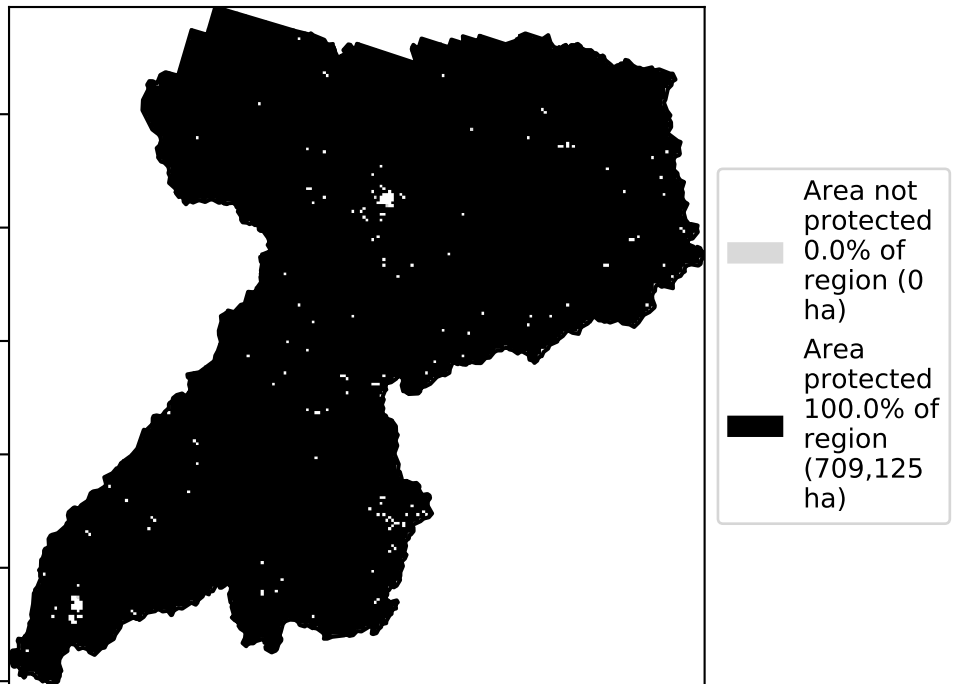 Area not
protected
0.0% of
region (0
ha)
Area
protected
100.0% of
region
(709,125
ha)